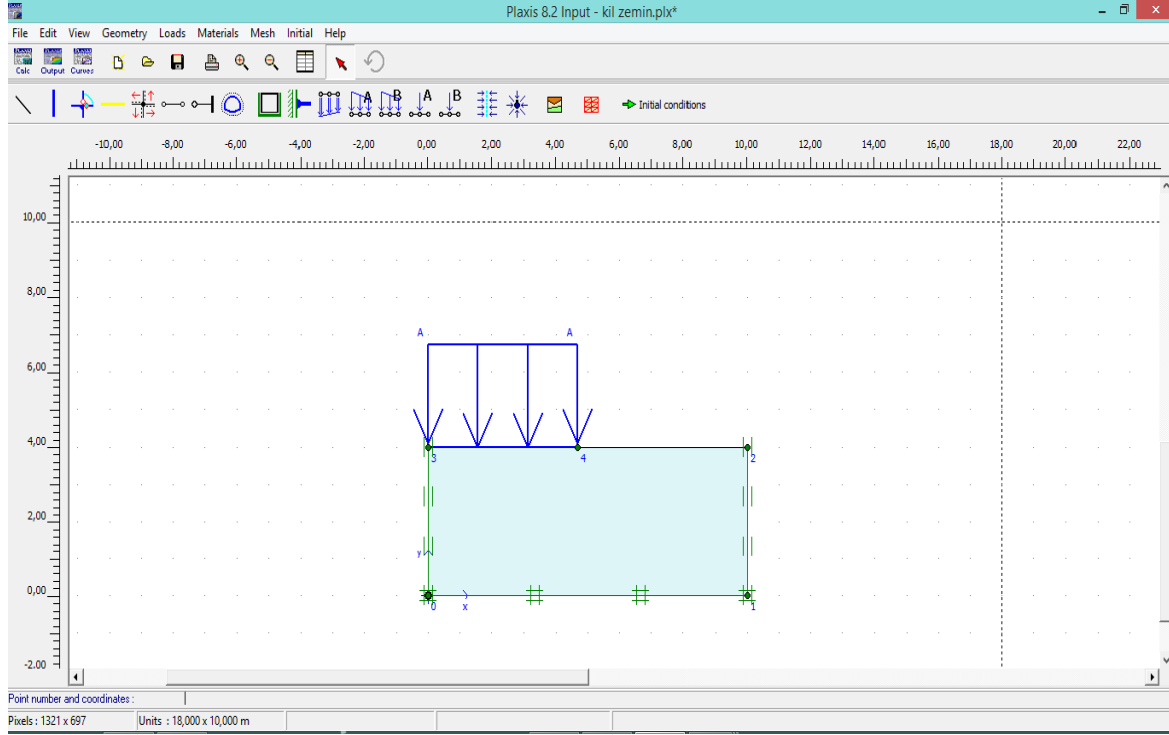 Plaxis 8.2 Input - kil zemin.plx*
File Edit View Geometry Loads Materials Mesh Initial Help
Calc Output Curves
A B A B Initial conditions
-10,00 -8,00 -6,00 -4,00 -2,00 0,00 2,00 4,00 6,00 8,00 10,00 12,00 14,00 16,00 18,00 20,00 22,00
10,00
8,00
A A
6,00
4,00
3 4 2
2,00
y
0,00
0 x 1
-2.00
Point number and coordinates :
Pixels : 1321 x 697 Units : 18,000 x 10,000 m